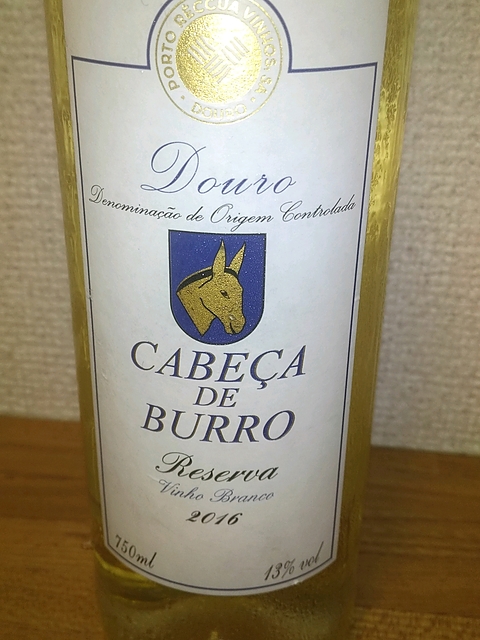 PORTO RÉCCUA VINHOS, SA
DOURO
Douro
Denominação de Origem Controlada
CABEÇA
DE
BURRO
Reserva
Vinho Branco
2016
750ml
13% vol